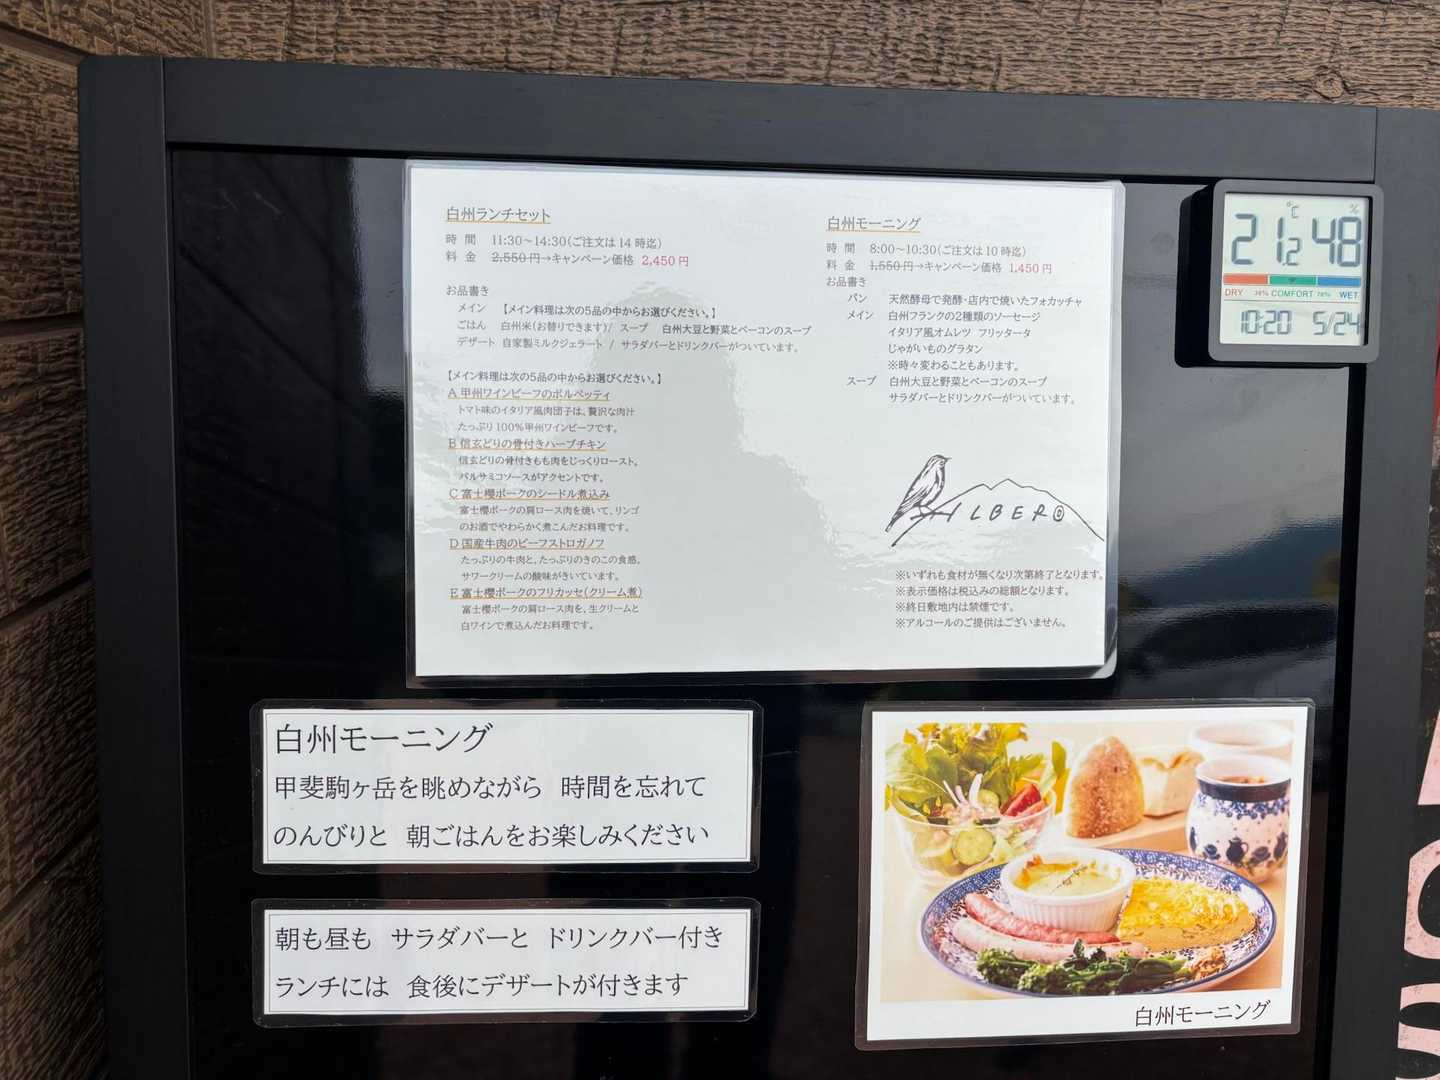 白州ランチセット
時 間　11:30～14:30(ご注文は14時迄)
料 金　2,550円→キャンペーン価格 2,450円
お品書き
メイン　【メイン料理は次の5品の中からお選びください。】
ごはん　白州米(お替りできます)/ スープ　白州大豆と野菜とベーコンのスープ
デザート　自家製ミルクジェラート / サラダバーとドリンクバーがついています。
【メイン料理は次の5品の中からお選びください。】
A 甲州ワインビーフのポルペッティ
トマト味のイタリア風肉団子は、贅沢な肉汁
たっぷり100%甲州ワインビーフです。
B 信玄どりの骨付きハーブチキン
信玄どりの骨付きもも肉をじっくりロースト。
バルサミコソースがアクセントです。
C 富士櫻ポークのシードル煮込み
富士櫻ポークの肩ロース肉を焼いて、リンゴ
のお酒でやわらかく煮こんだお料理です。
D 国産牛肉のビーフストロガノフ
たっぷりの牛肉と、たっぷりのきのこの食感。
サワークリームの酸味がきいています。
E 富士櫻ポークのフリカッセ(クリーム煮)
富士櫻ポークの肩ロース肉を、生クリームと
白ワインで煮込んだお料理です。
白州モーニング
時 間　8:00～10:30(ご注文は10時迄)
料 金　1,550円→キャンペーン価格 1,450円
お品書き
パン　天然酵母で発酵・店内で焼いたフォカッチャ
メイン　白州フランクの2種類のソーセージ
イタリア風オムレツ フリッタータ
じゃがいものグラタン
※時々変わることもあります。
スープ　白州大豆と野菜とベーコンのスープ
サラダバーとドリンクバーがついています。
ALBERO
※いずれも食材が無くなり次第終了となります。
※表示価格は税込みの総額となります。
※終日敷地内は禁煙です。
※アルコールのご提供はございません。
℃ %
21.2 48
DRY 30% COMFORT 70% WET
10:20 5/24
白州モーニング
甲斐駒ヶ岳を眺めながら　時間を忘れて
のんびりと　朝ごはんをお楽しみください
朝も昼も　サラダバーと　ドリンクバー付き
ランチには　食後にデザートが付きます
白州モーニング